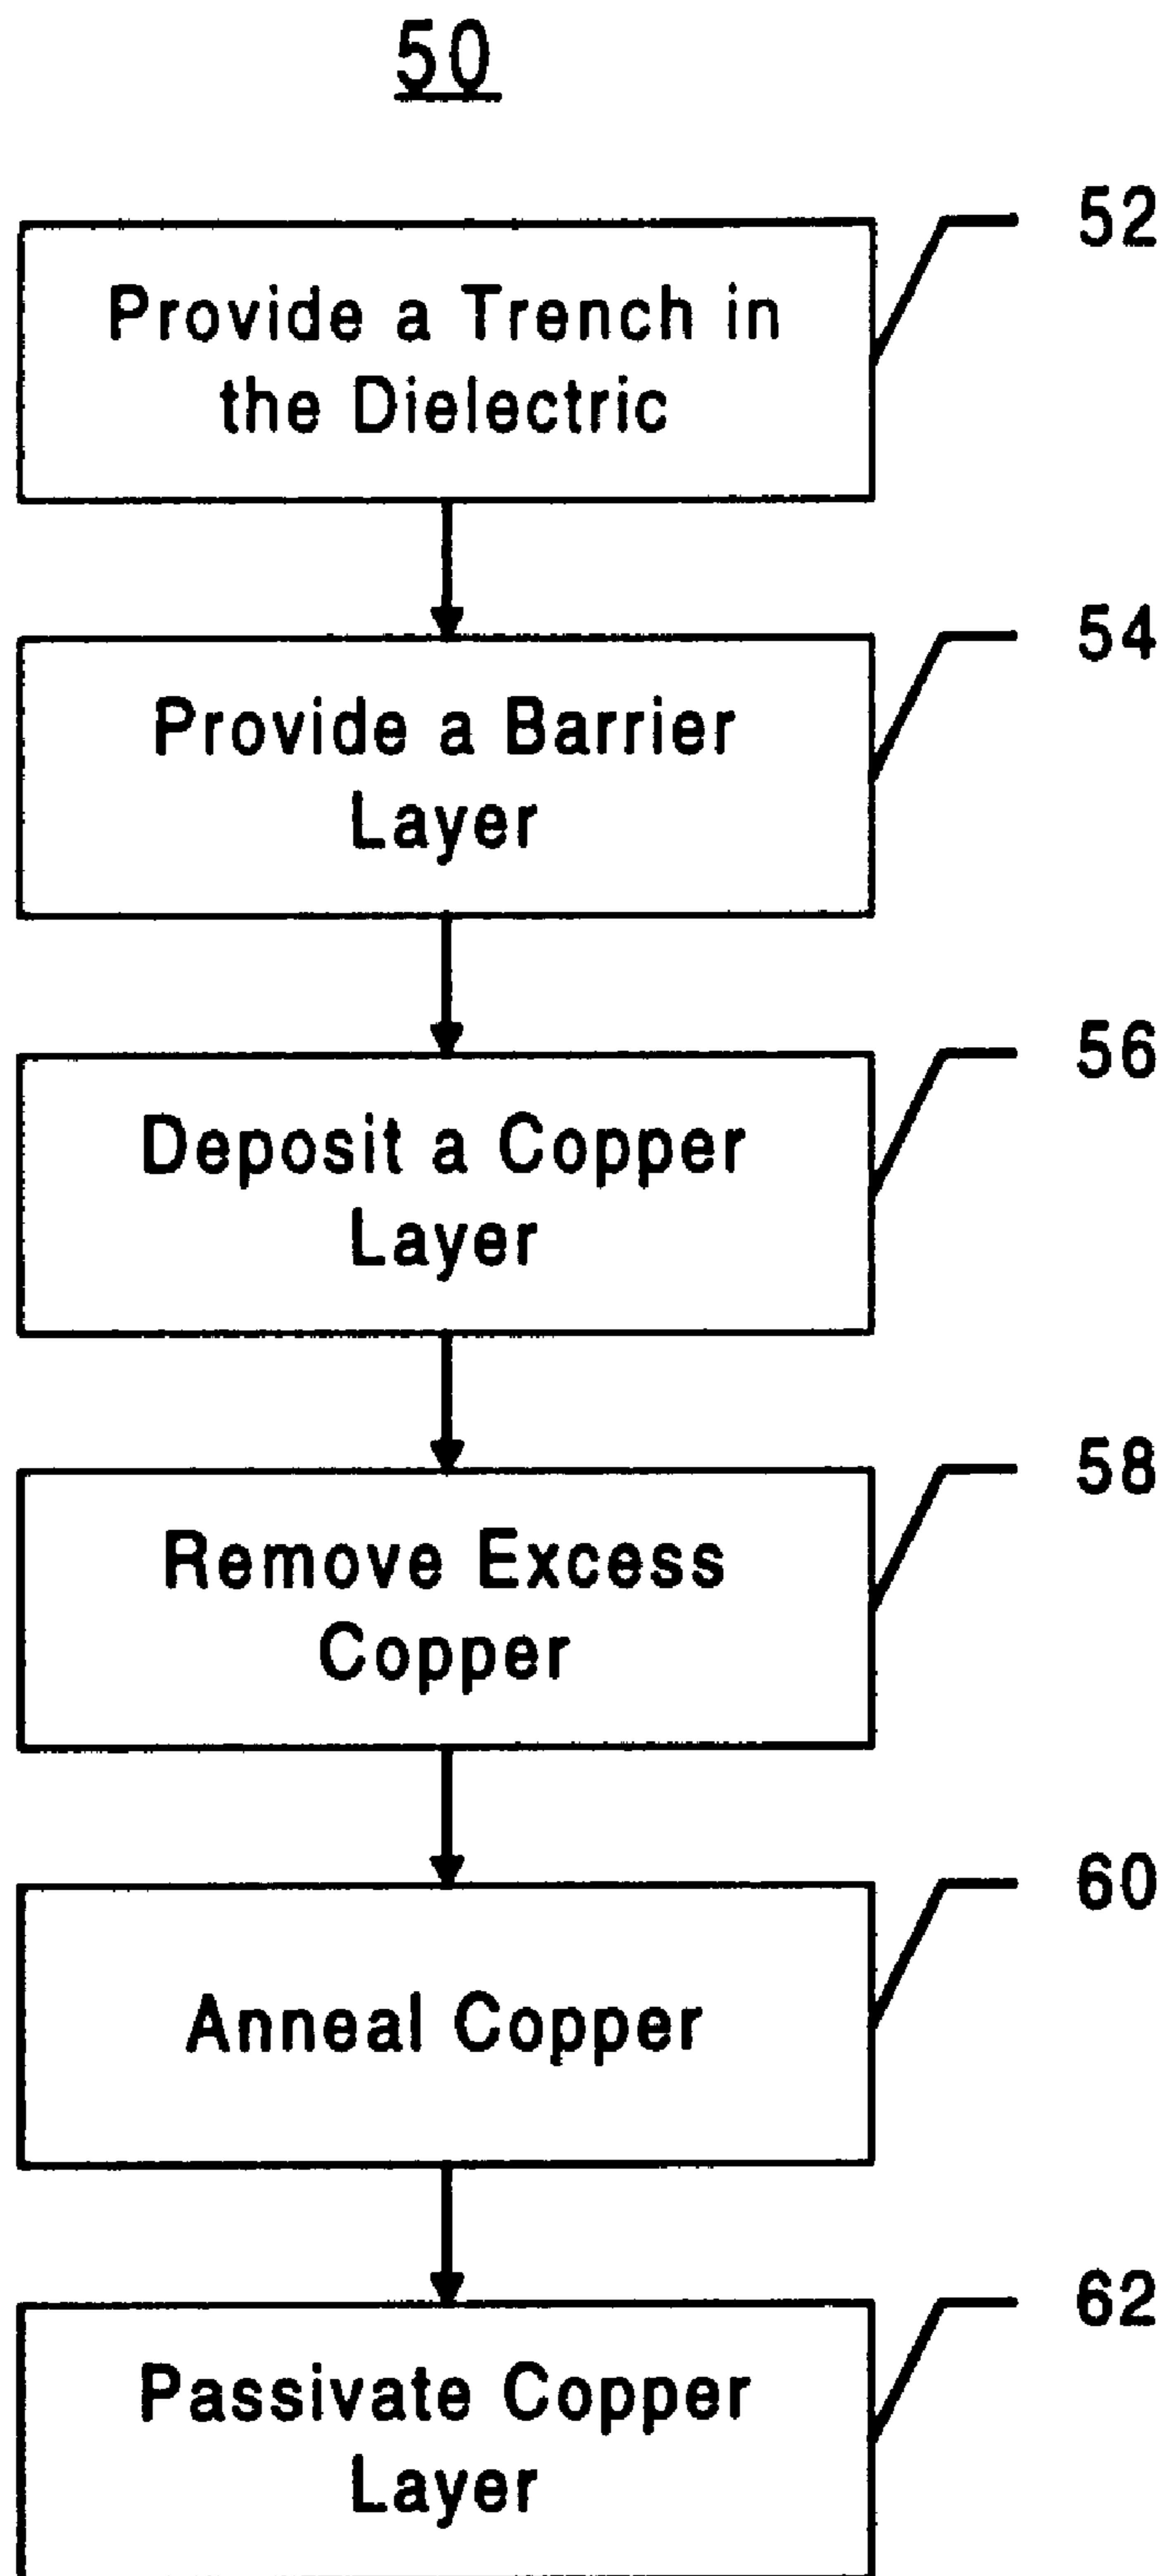 50
52
Provide a Trench in
the Dielectric
54
Provide a Barrier
Layer
56
Deposit a Copper
Layer
58
Remove Excess
Copper
60
Anneal Copper
62
Passivate Copper
Layer